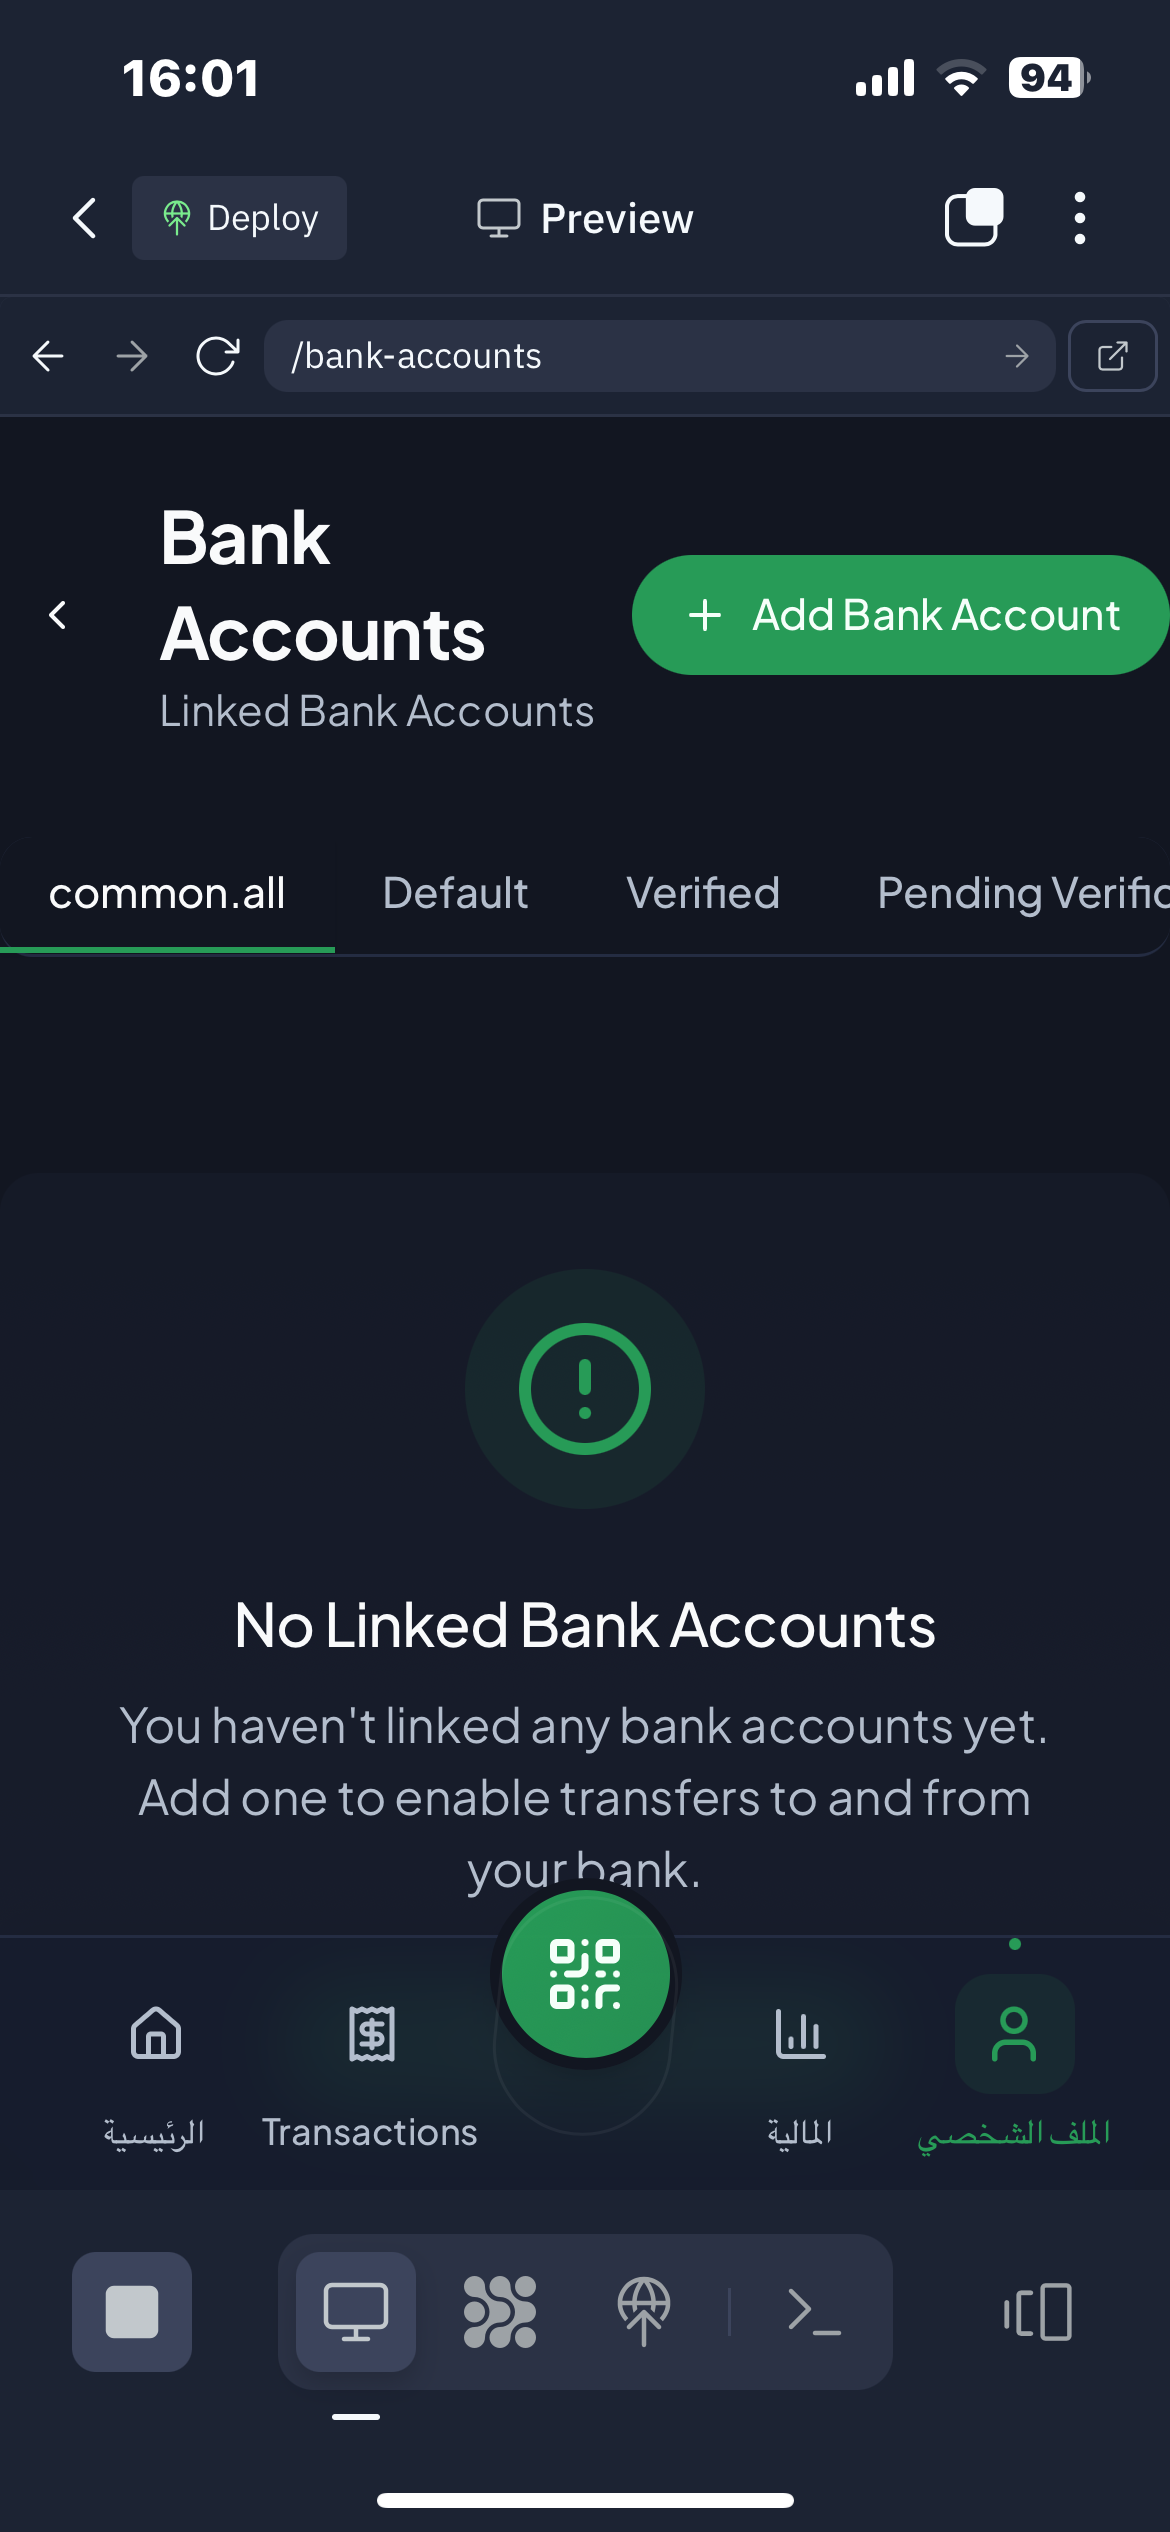 16:01
94
Deploy
Preview
/bank-accounts
Bank
Accounts
Add Bank Account
Linked Bank Accounts
common.all
Default
Verified
Pending Verific
No Linked Bank Accounts
You haven't linked any bank accounts yet.
Add one to enable transfers to and from
your bank.
الرئيسية
Transactions
المالية
الملف الشخصي